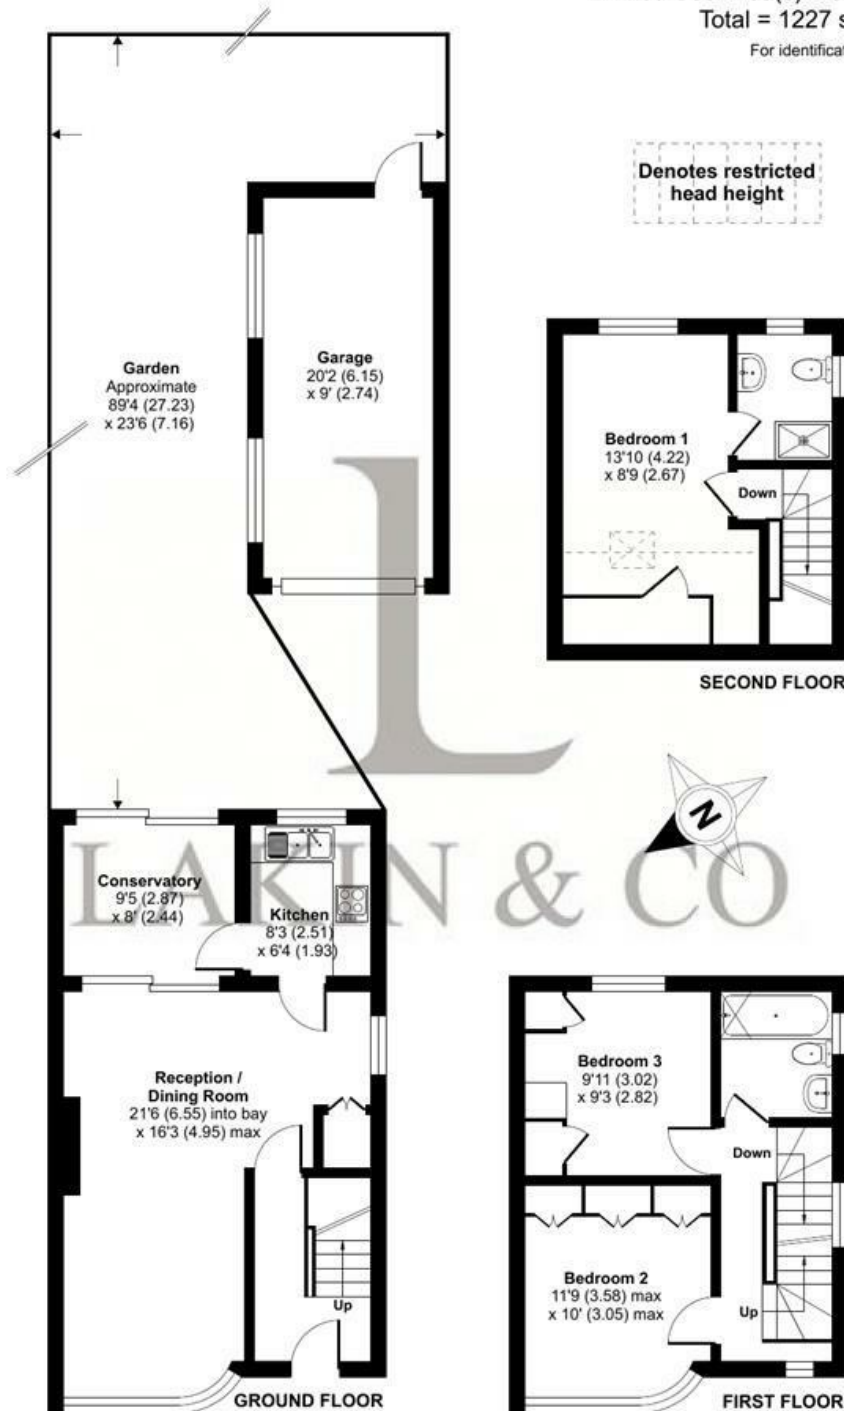 Total = 1227 s
For identificat
Denotes restricted
head height
Garden
Approximate
89'4 (27.23)
x 23'6 (7.16)
Garage
20'2 (6.15)
x 9' (2.74)
Bedroom 1
13'10 (4.22)
x 8'9 (2.67)
Down
SECOND FLOOR
N
LAKIN & CO
Conservatory
9'5 (2.87)
x 8' (2.44)
Kitchen
8'3 (2.51)
x 6'4 (1.93)
Reception /
Dining Room
21'6 (6.55) into bay
x 16'3 (4.95) max
Up
GROUND FLOOR
Bedroom 3
9'11 (3.02)
x 9'3 (2.82)
Down
Bedroom 2
11'9 (3.58) max
x 10' (3.05) max
Up
FIRST FLOOR